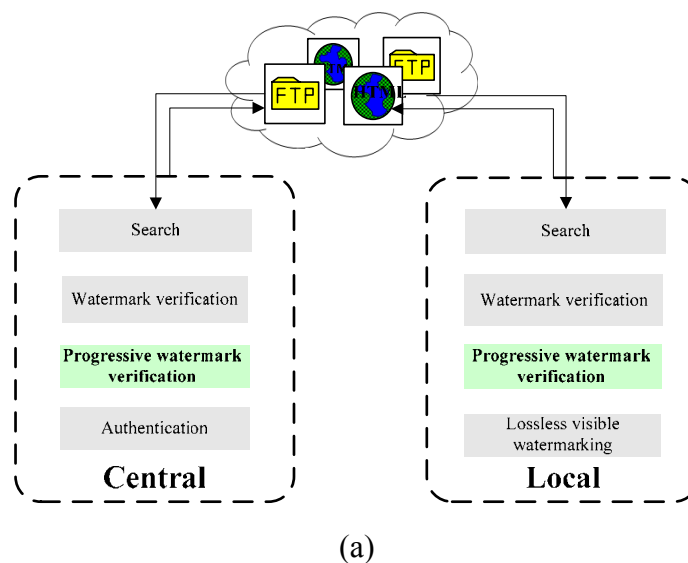 FTP
FTP
HTML
Search
Watermark verification
Progressive watermark
verification
Authentication
Central
Search
Watermark verification
Progressive watermark
verification
Lossless visible
watermarking
Local
(a)